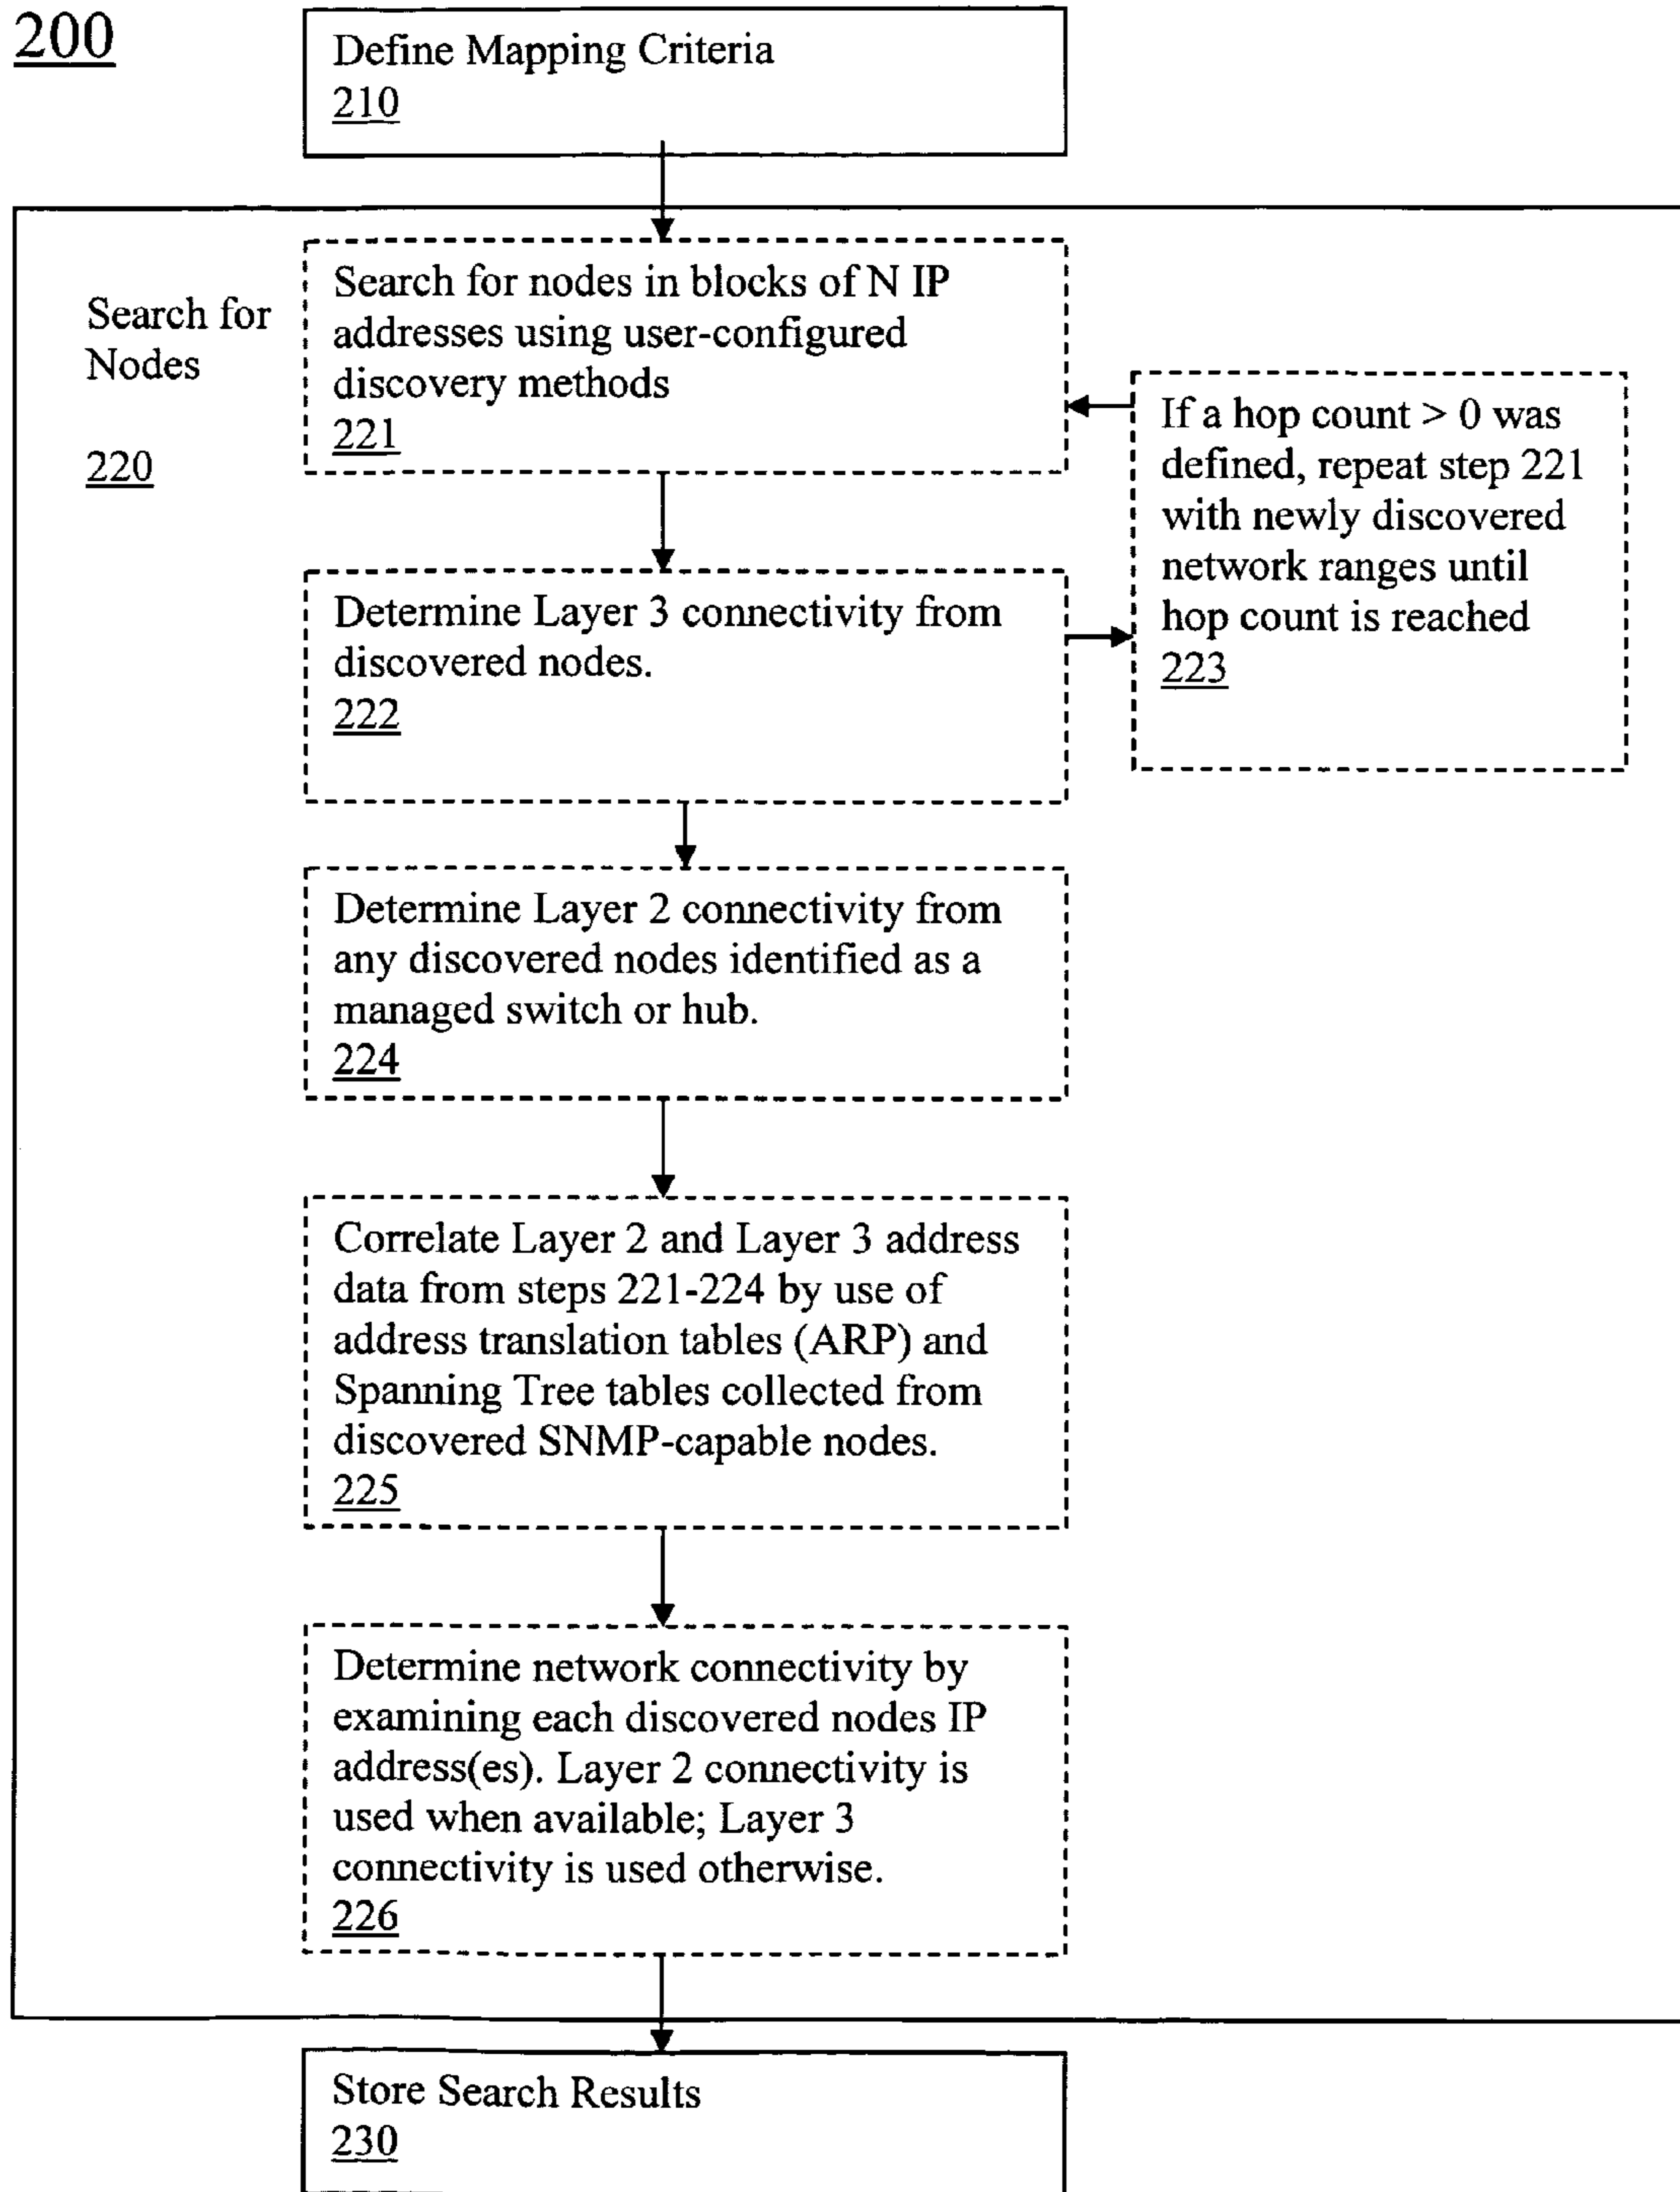 200
Define Mapping Criteria
210
Search for
Nodes
220
Search for nodes in blocks of N IP
addresses using user-configured
discovery methods
221
If a hop count > 0 was
defined, repeat step 221
with newly discovered
network ranges until
hop count is reached
223
Determine Layer 3 connectivity from
discovered nodes.
222
Determine Layer 2 connectivity from
any discovered nodes identified as a
managed switch or hub.
224
Correlate Layer 2 and Layer 3 address
data from steps 221-224 by use of
address translation tables (ARP) and
Spanning Tree tables collected from
discovered SNMP-capable nodes.
225
Determine network connectivity by
examining each discovered nodes IP
address(es). Layer 2 connectivity is
used when available; Layer 3
connectivity is used otherwise.
226
Store Search Results
230